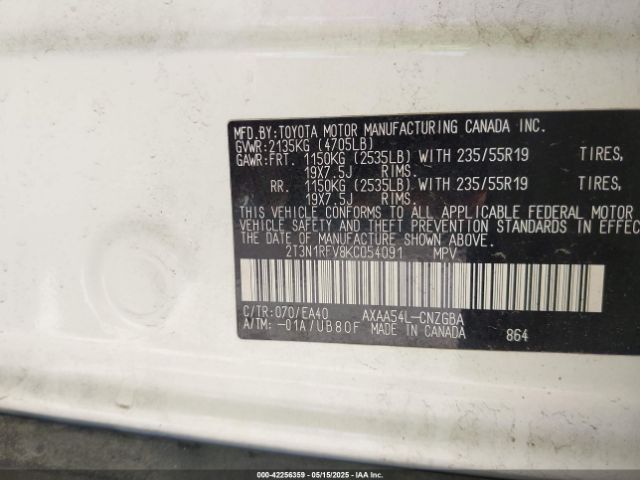 MFD.BY:TOYOTA MOTOR MANUFACTURING CANADA INC.
GVWR:2135KG (4705LB)
GAWR:FRT. 1150KG (2535LB) WITH 235/55R19 TIRES,
19X7.5J RIMS.
RR. 1150KG (2535LB) WITH 235/55R19 TIRES,
19X7.5J RIMS.
THIS VEHICLE CONFORMS TO ALL APPLICABLE FEDERAL MOTOR
VEHICLE SAFETY AND THEFT PREVENTION STANDARDS IN EFFEC
THE DATE OF MANUFACTURE SHOWN ABOVE.
2T3N1RFV8KC054091 MPV
C/TR:070/EA40 AXAA54L-CNZGBA
A/TM: -01A/UB80F MADE IN CANADA 864
000-42256359 - 05/15/2025 - IAA